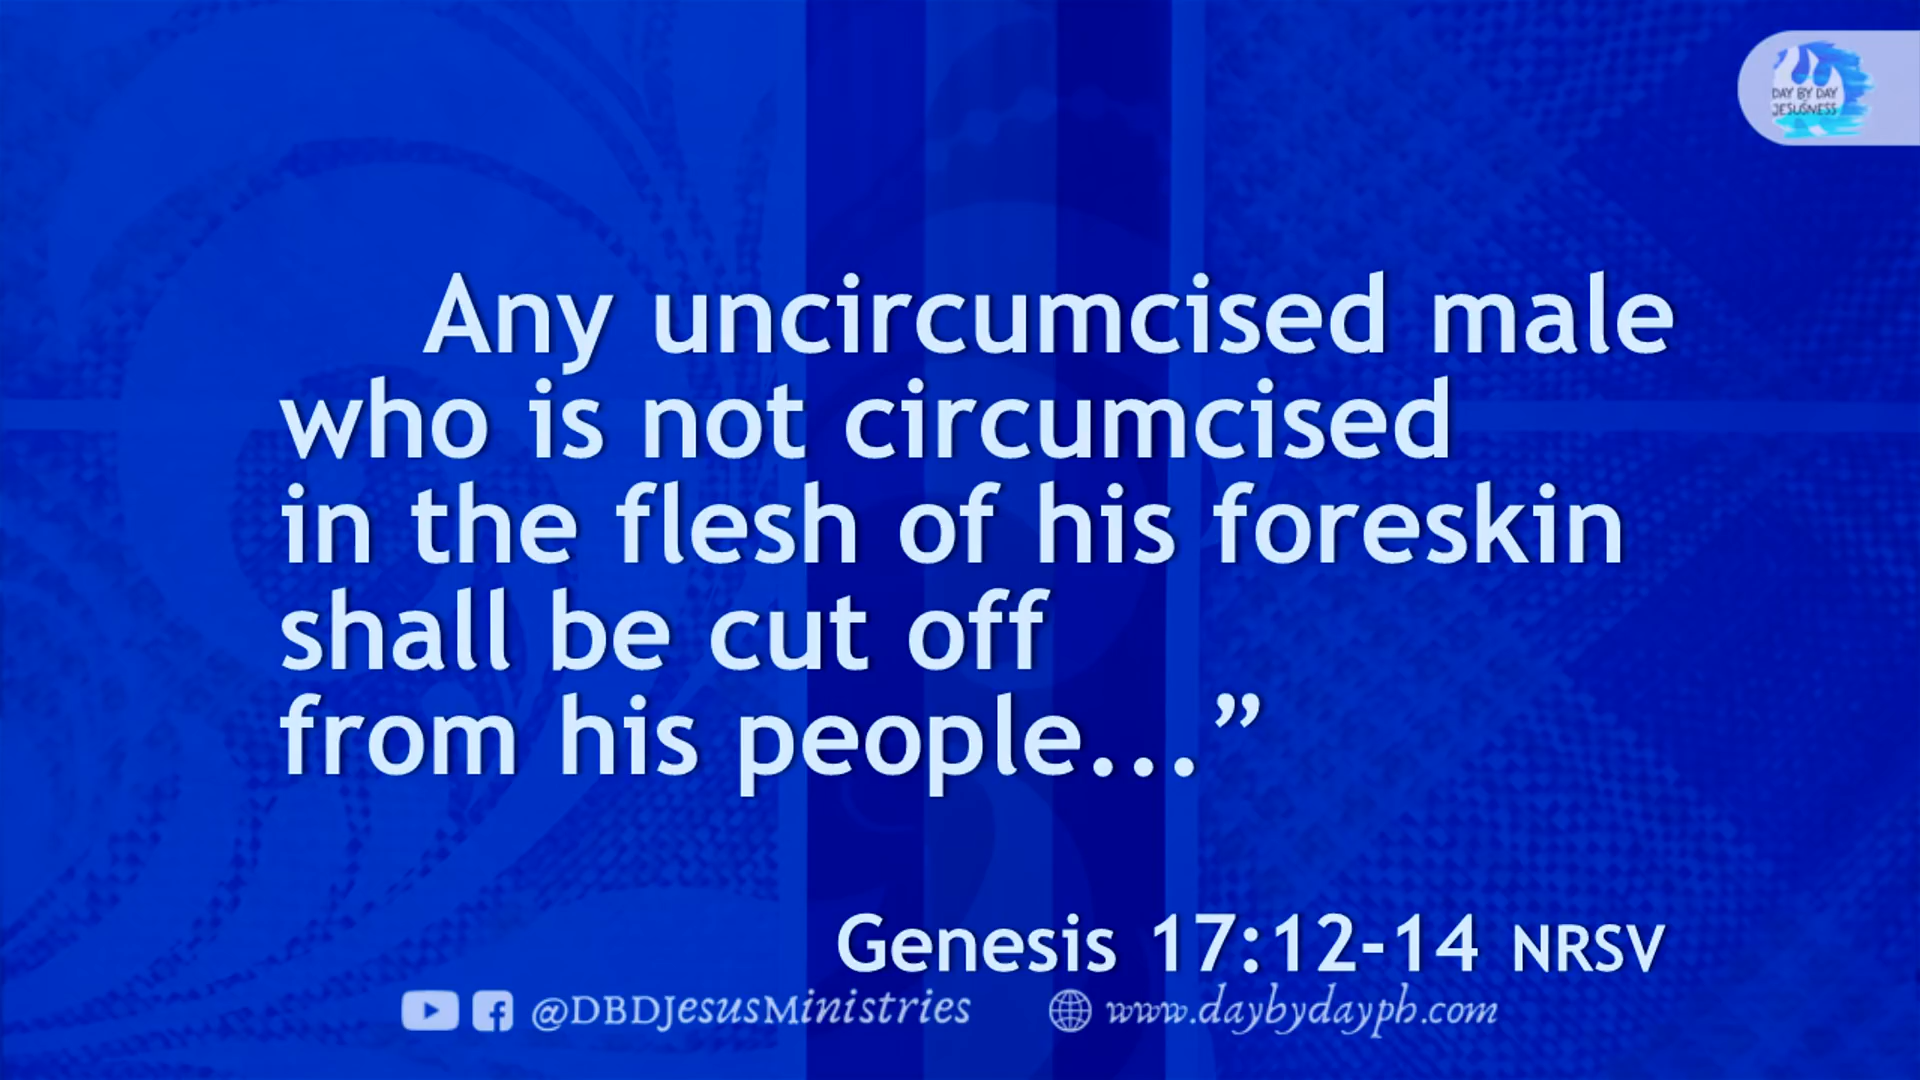 DAY BY DAY
JESUSNESS
Any uncircumcised male
who is not circumcised
in the flesh of his foreskin
shall be cut off
from his people...”
Genesis 17:12-14 NRSV
@DBDJesusMinistries www.daybydayph.com